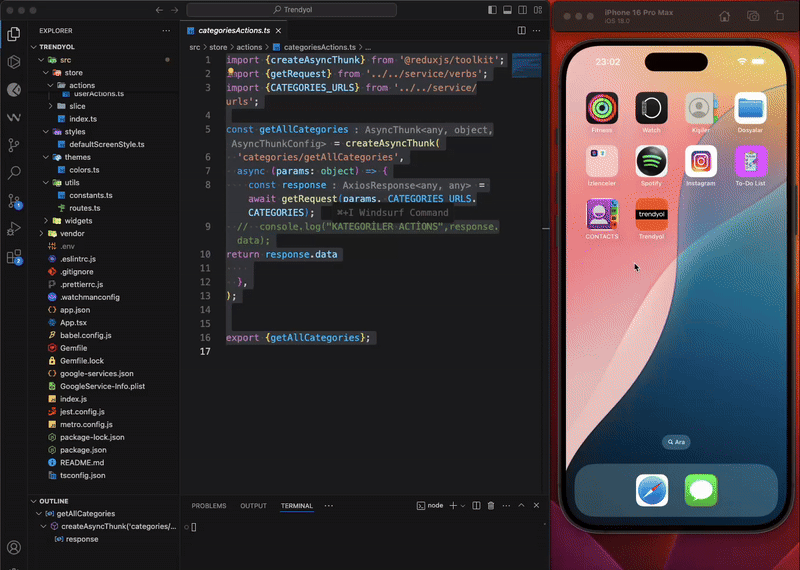 Trendyol
EXPLORER
TRENDYOL
src
store
actions
userActions.ts
slice
index.ts
styles
defaultScreenStyle.ts
themes
colors.ts
utils
constants.ts
routes.ts
widgets
vendor
.env
.eslintrc.js
.gitignore
.prettierrc.js
.watchmanconfig
app.json
App.tsx
babel.config.js
Gemfile
Gemfile.lock
google-services.json
GoogleService-Info.plist
index.js
jest.config.js
metro.config.js
package-lock.json
package.json
README.md
tsconfig.json
OUTLINE
getAllCategories
createAsyncThunk('categories/...
response
1
2
2
categoriesActions.ts
src > store > actions > categoriesActions.ts > ...
1 import {createAsyncThunk} from '@reduxjs/toolkit';
2 import {getRequest} from '../../service/verbs';
3 import {CATEGORIES_URLS} from '../../service/
urls';
4
5 const getAllCategories : AsyncThunk<any, object,
AsyncThunkConfig> = createAsyncThunk(
6 'categories/getAllCategories',
7 async (params: object) => {
8 const response : AxiosResponse<any, any> =
await getRequest(params, CATEGORIES_URLS.
CATEGORIES);
⌘+I Windsurf Command
9 // console.log("KATEGORİLER ACTİONS",response.
data);
10 return response.data
11
12 },
13 );
14
15
16 export {getAllCategories};
17
PROBLEMS OUTPUT TERMINAL ...
node
iPhone 16 Pro Max
iOS 18.0
23:02
Fitness
Watch
Kişiler
Dosyalar
İzlenceler
Spotify
Instagram
To-Do List
CONTACTS
trendyol
Trendyol
Ara